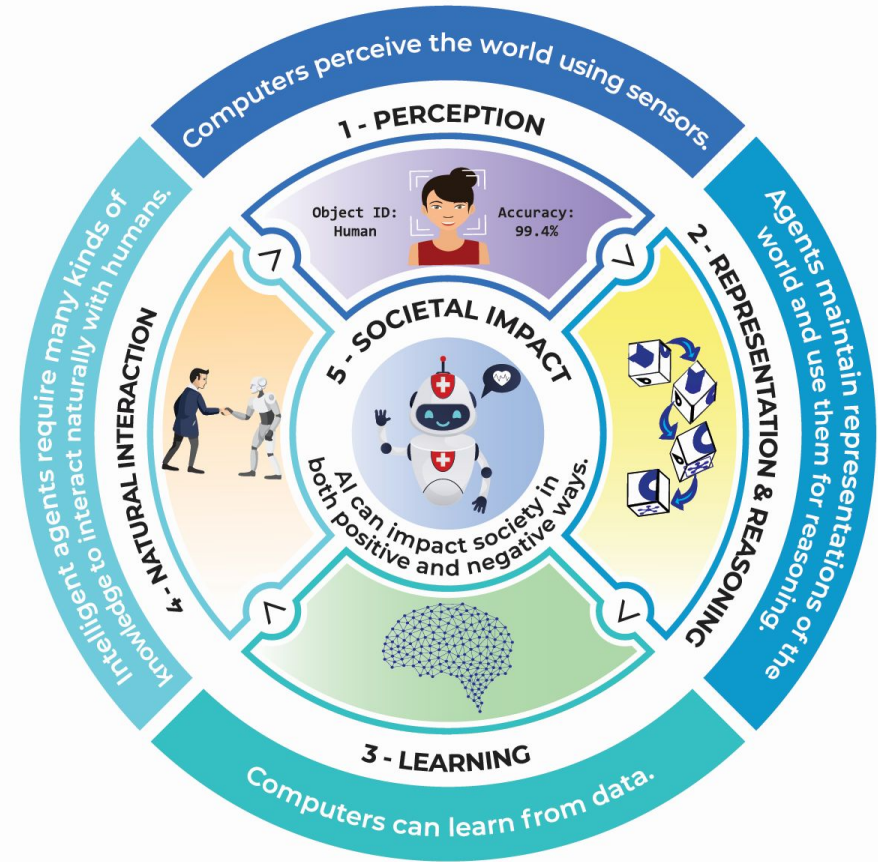 Computers perceive the world using sensors.
1 - PERCEPTION
Object ID:
Human
Accuracy:
99.4%
Agents maintain representations of the
world and use them for reasoning.
2 - REPRESENTATION & REASONING
3 - LEARNING
Computers can learn from data.
Intelligent agents require many kinds of
knowledge to interact naturally with humans.
4 - NATURAL INTERACTION
5 - SOCIETAL IMPACT
AI can impact society in
both positive and negative ways.